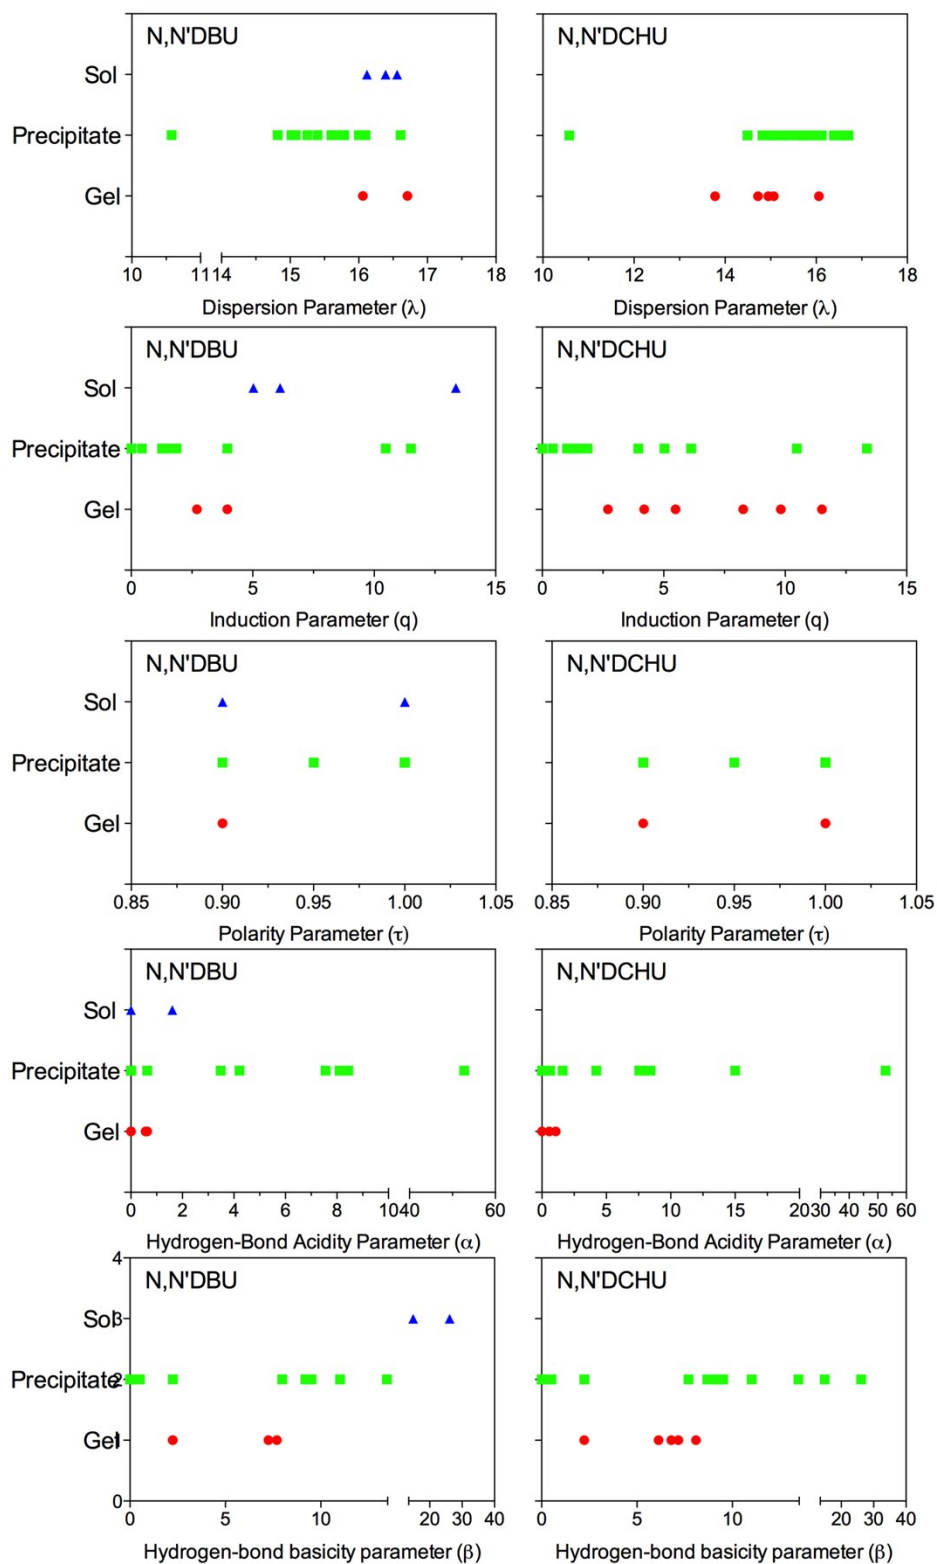 N,N'DBU
N,N'DCHU
Sol
Precipitate
Gel
10 11 14 15 16 17 18
10 12 14 16 18
Dispersion Parameter (λ)
Dispersion Parameter (λ)
N,N'DBU
N,N'DCHU
Sol
Precipitate
Gel
0 5 10 15
0 5 10 15
Induction Parameter (q)
Induction Parameter (q)
N,N'DBU
N,N'DCHU
Sol
Precipitate
Gel
0.85 0.90 0.95 1.00 1.05
0.85 0.90 0.95 1.00 1.05
Polarity Parameter (τ)
Polarity Parameter (τ)
N,N'DBU
N,N'DCHU
Sol
Precipitate
Gel
0 2 4 6 8 10 40 60
0 5 10 15 20 30 40 50 60
Hydrogen-Bond Acidity Parameter (α)
Hydrogen-Bond Acidity Parameter (α)
4
N,N'DBU
N,N'DCHU
Sol 3
Precipitate 2
Gel 1
0
0 5 10 20 30 40
0 5 10 20 30 40
Hydrogen-bond basicity parameter (β)
Hydrogen-bond basicity parameter (β)